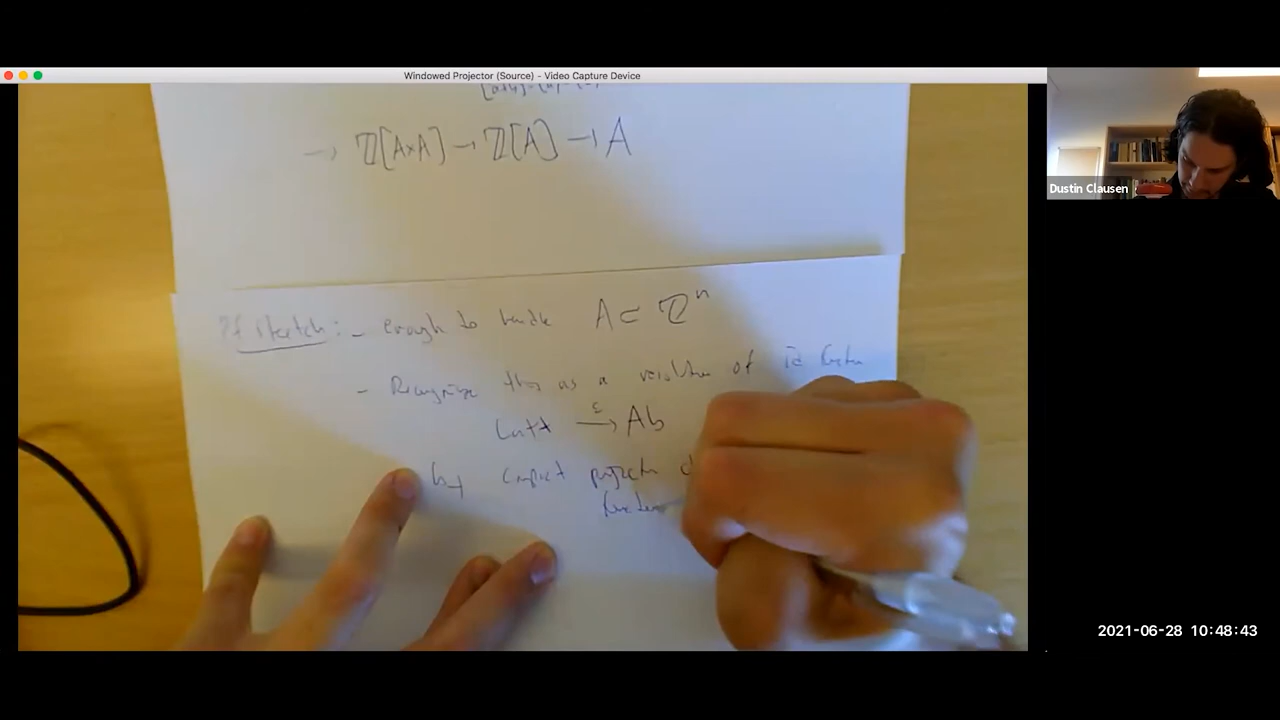 Windowed Projector (Source) - Video Capture Device
→ ℤ[A×A] → ℤ[A] → A
Pf sketch: - enough to handle A = ℤⁿ
- Recognize this as a resolution of id functor
Latt → Ab
by compact projective
functors
Dustin Clausen
2021-06-28 10:48:43